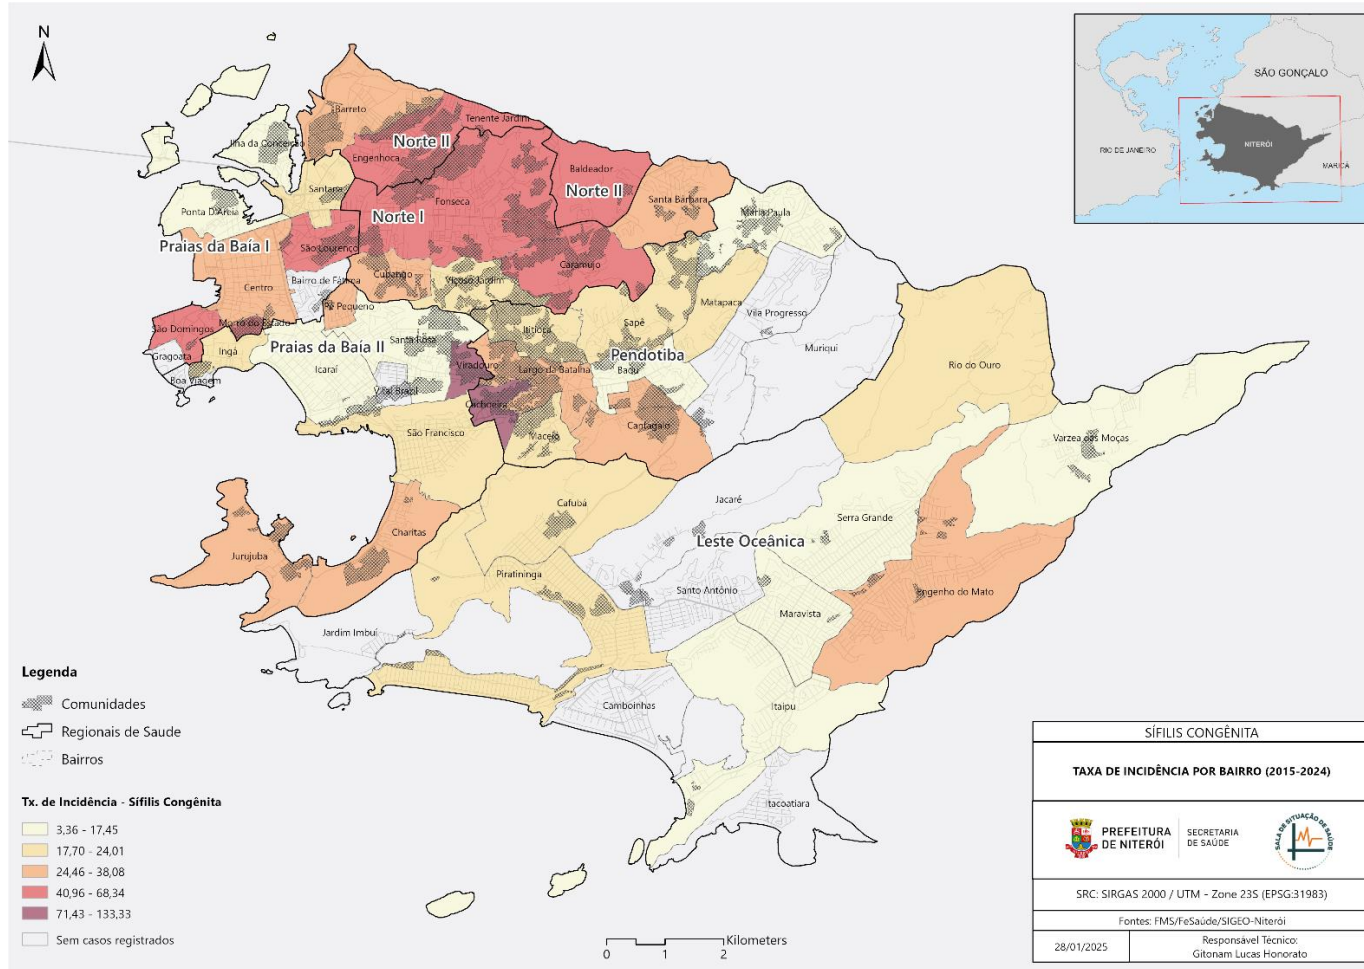 N
SÃO GONÇALO
RIO DE JANEIRO
NITERÓI
MARICÁ
Barreto
Tenente Jardim
Ilha da Conceição
Norte II
Engenhoca
Baldeador
Norte II
Santana
Fonseca
Santa Bárbara
Ponta D'Areia
Norte I
Maria Paula
Praias da Baía I
São Lourenço
Caramujo
Bairro de Fátima
Cubango
Viçoso Jardim
Centro
Matapaca
Pé Pequeno
Vila Progresso
São Domingos
Morro do Estado
Ititioca
Sapê
Santa Rosa
Praias da Baía II
Muriqui
Gragoatá
Ingá
Pendotiba
Icaraí
Viradouro
Largo da Batalha
Badu
Rio do Ouro
Boa Viagem
Vital Brazil
Cachoeira
São Francisco
Maceió
Cantagalo
Varzea das Moças
Cafubá
Jacaré
Serra Grande
Charitas
Leste Oceânica
Jurujuba
Piratininga
Santo Antônio
Engenho do Mato
Maravista
Jardim Imbuí
Camboinhas
Itaipu
Itacoatiara
Legenda
Comunidades
Regionais de Saude
Bairros
Tx. de Incidência - Sífilis Congênita
3,36 - 17,45
17,70 - 24,01
24,46 - 38,08
40,96 - 68,34
71,43 - 133,33
Sem casos registrados
Kilometers
0 1 2
SÍFILIS CONGÊNITA
TAXA DE INCIDÊNCIA POR BAIRRO (2015-2024)
PREFEITURA
DE NITERÓI
SECRETARIA
DE SAÚDE
SALA DE SITUAÇÃO DE SAÚDE
SRC: SIRGAS 2000 / UTM - Zone 23S (EPSG:31983)
Fontes: FMS/FeSaúde/SIGEO-Niterói
28/01/2025
Responsável Técnico:
Gitonam Lucas Honorato